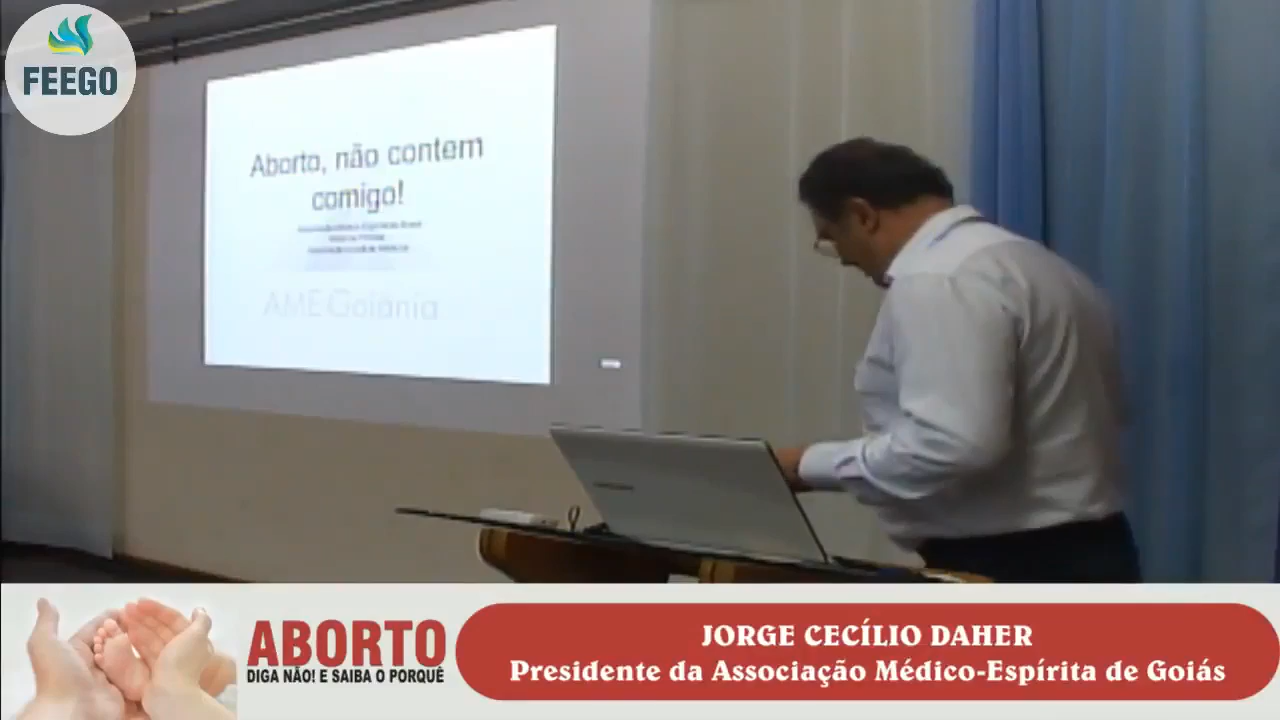 FEEGO
Aborto, não contem
comigo!
AME-Goiânia
ABORTO
DIGA NÃO! E SAIBA O PORQUÊ
JORGE CECÍLIO DAHER
Presidente da Associação Médico-Espírita de Goiás